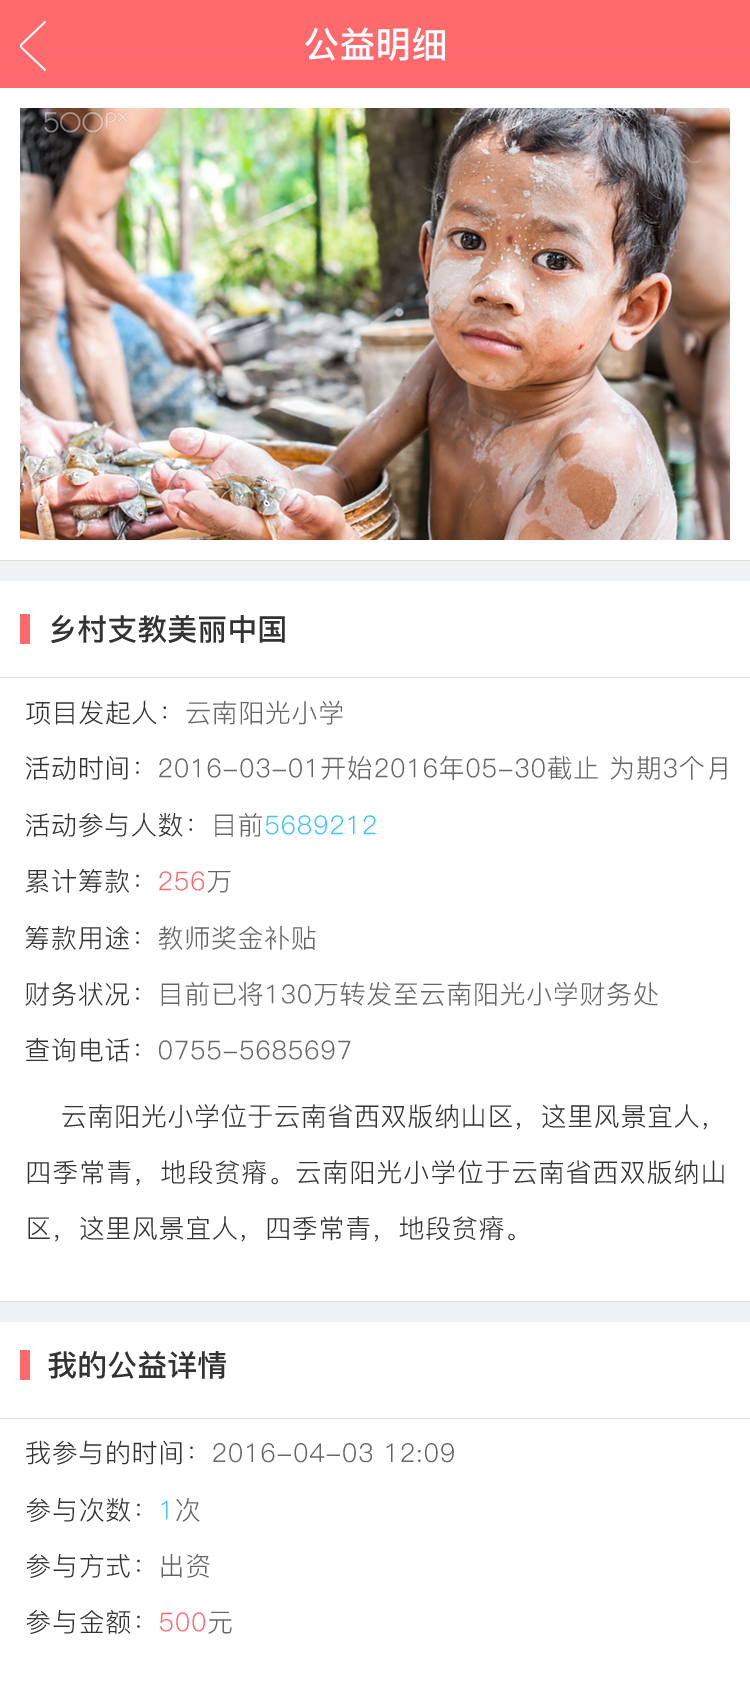 公益明细
500px
乡村支教美丽中国
项目发起人：云南阳光小学
活动时间：2016-03-01开始2016年05-30截止 为期3个月
活动参与人数：目前5689212
累计筹款：256万
筹款用途：教师奖金补贴
财务状况：目前已将130万转发至云南阳光小学财务处
查询电话：0755-5685697
云南阳光小学位于云南省西双版纳山区，这里风景宜人，
四季常青，地段贫瘠。云南阳光小学位于云南省西双版纳山
区，这里风景宜人，四季常青，地段贫瘠。
我的公益详情
我参与的时间：2016-04-03 12:09
参与次数：1次
参与方式：出资
参与金额：500元